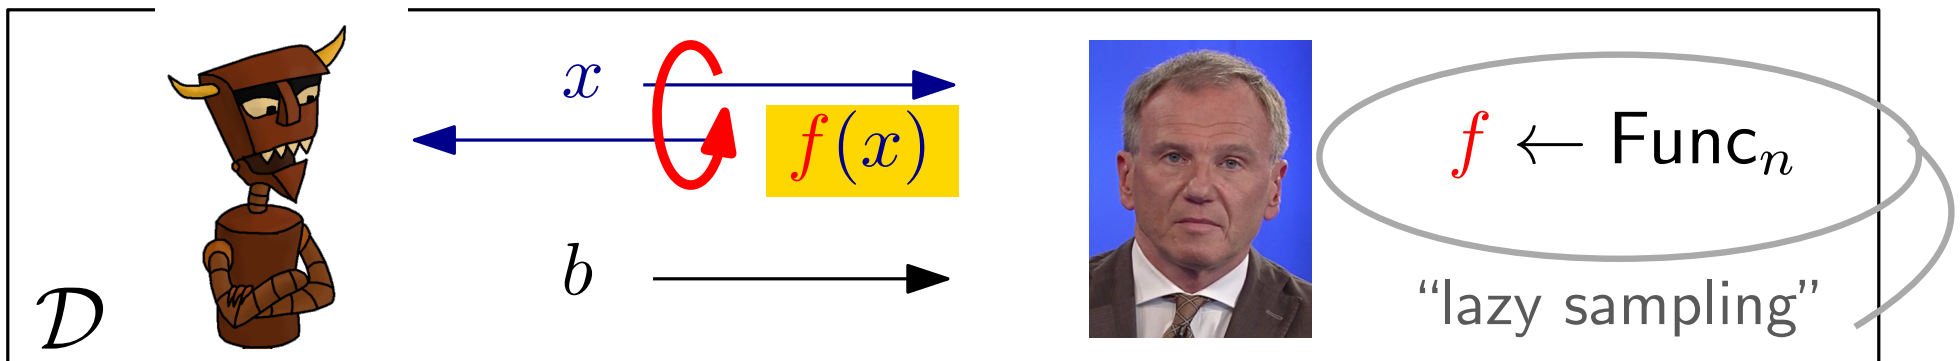 x
f(x)
f ← Func_n
b
"lazy sampling"
𝒟